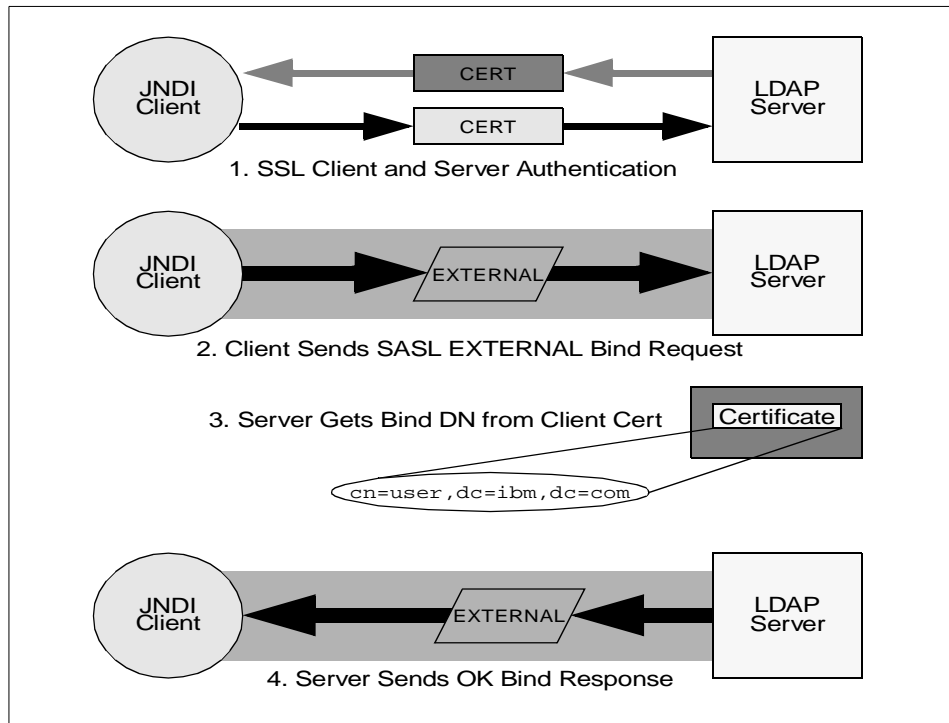 JNDI
Client
CERT
CERT
LDAP
Server
1. SSL Client and Server Authentication
JNDI
Client
EXTERNAL
LDAP
Server
2. Client Sends SASL EXTERNAL Bind Request
3. Server Gets Bind DN from Client Cert
Certificate
cn=user,dc=ibm,dc=com
JNDI
Client
EXTERNAL
LDAP
Server
4. Server Sends OK Bind Response